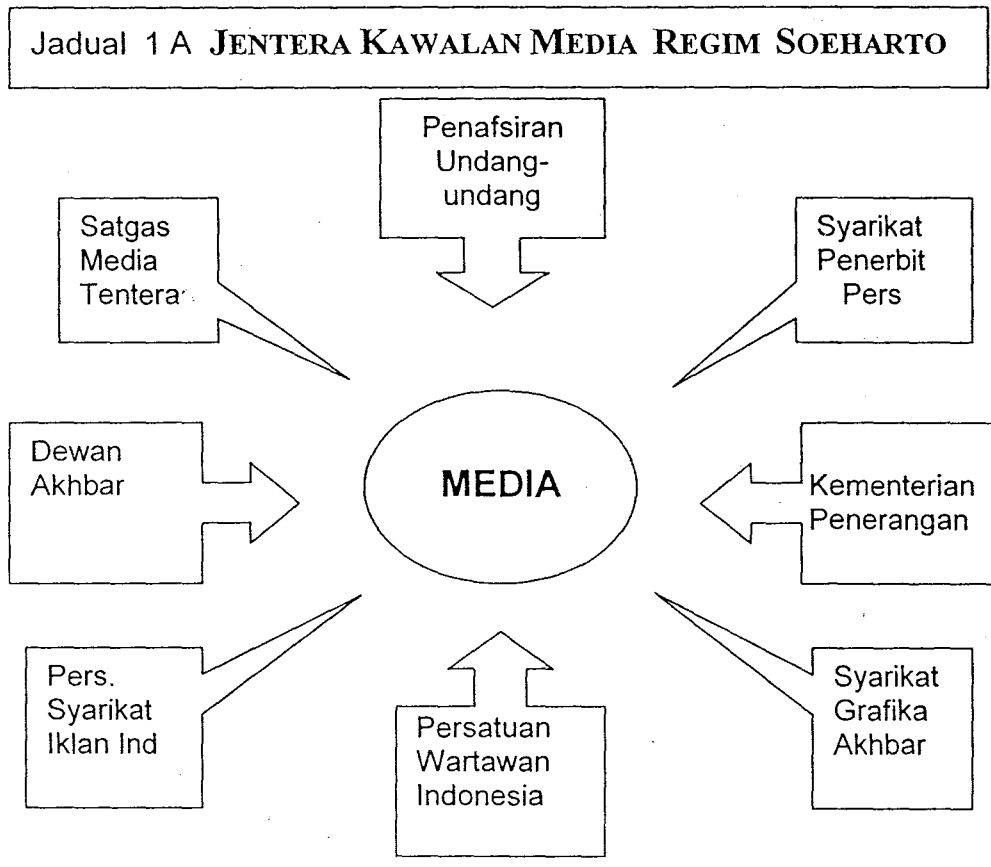 Jadual 1 A JENTERA KAWALAN MEDIA REGIM SOEHARTO
Penafsiran
Undang-
undang
Satgas
Media
Tentera
Syarikat
Penerbit
Pers
Dewan
Akhbar
MEDIA
Kementerian
Penerangan
Pers.
Syarikat
Iklan Ind
Persatuan
Wartawan
Indonesia
Syarikat
Grafika
Akhbar